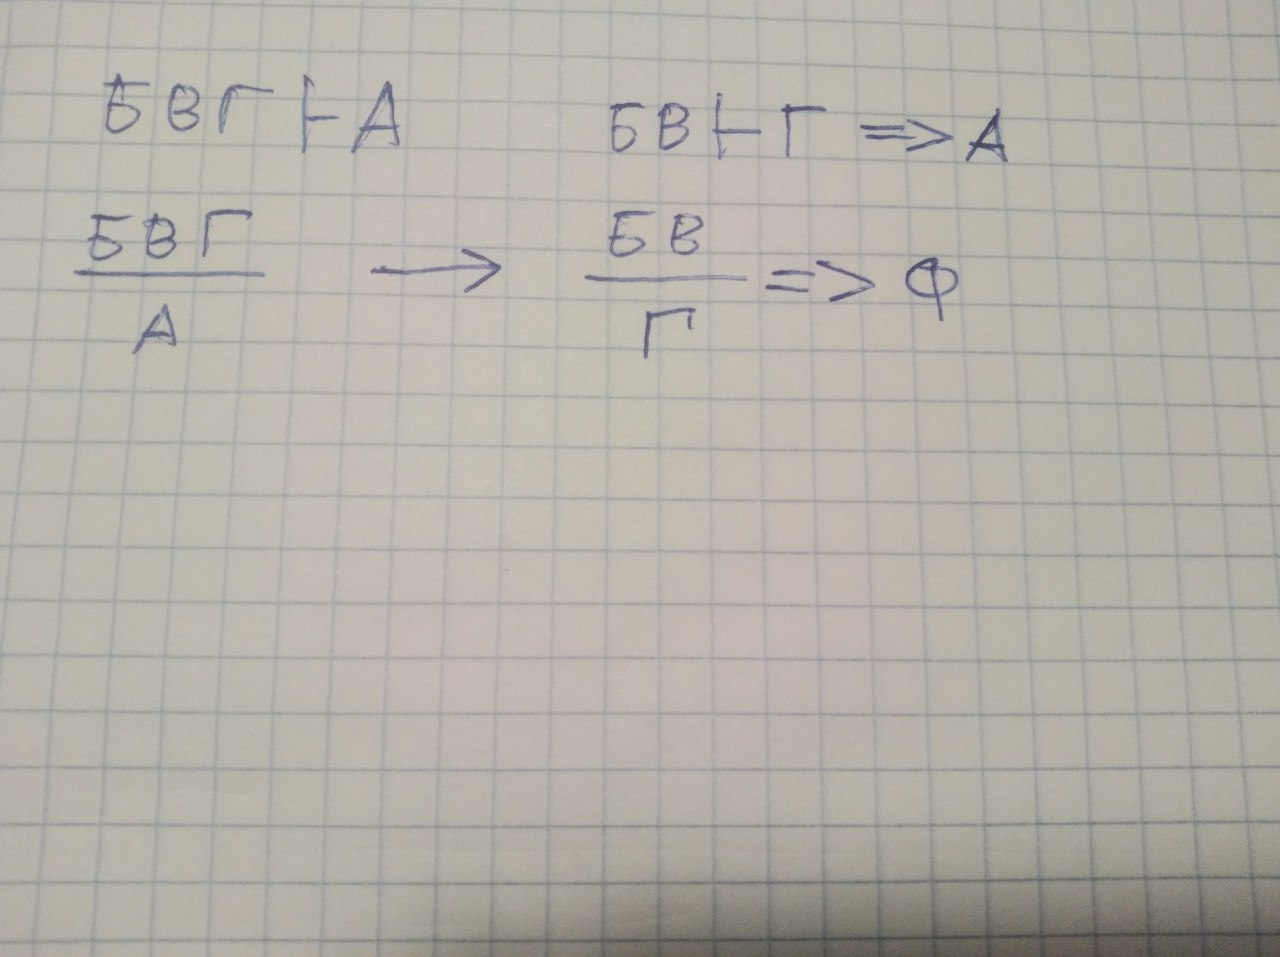 БВГ ⊢ А БВ ⊢ Г => А
БВГ → БВ => Ф
А Г